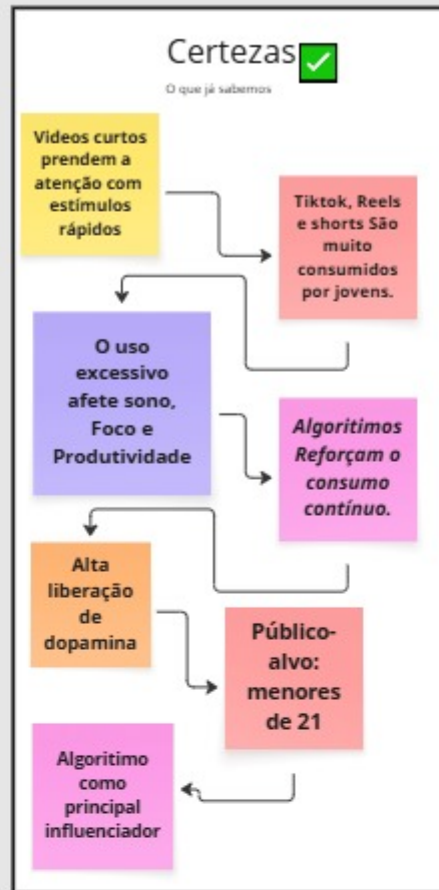 Certezas
O que já sabemos
Videos curtos
prendem a
atenção com
estímulos
rápidos
Tiktok, Reels
e shorts São
muito
consumidos
por jovens.
O uso
excessivo
afete sono,
Foco e
Produtividade
Algoritimos
Reforçam o
consumo
contínuo.
Alta
liberação
de
dopamina
Público-
alvo:
menores
de 21
Algoritimo
como
principal
influenciador